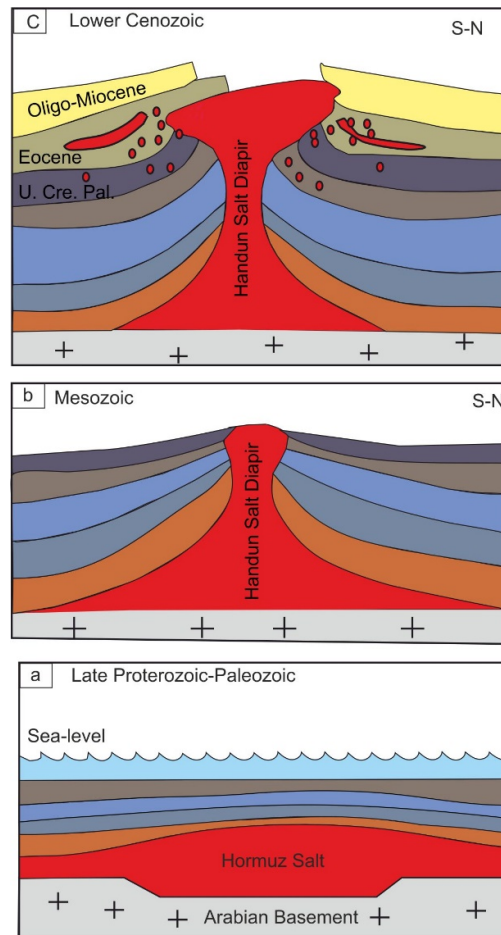 C Lower Cenozoic
S-N
Oligo-Miocene
Eocene
U. Cre. Pal.
Handun Salt Diapir
b Mesozoic
S-N
Handun Salt Diapir
a Late Proterozoic-Paleozoic
Sea-level
Hormuz Salt
Arabian Basement